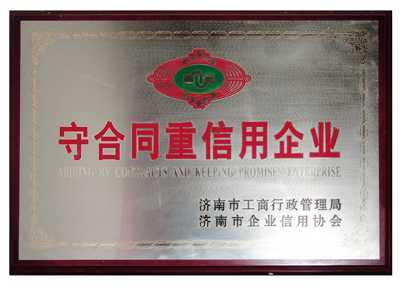 守合同重信用企业
ABIDING BY CONTRACTS AND KEEPING PROMISES ENTERPRISE
济南市工商行政管理局
济南市企业信用协会